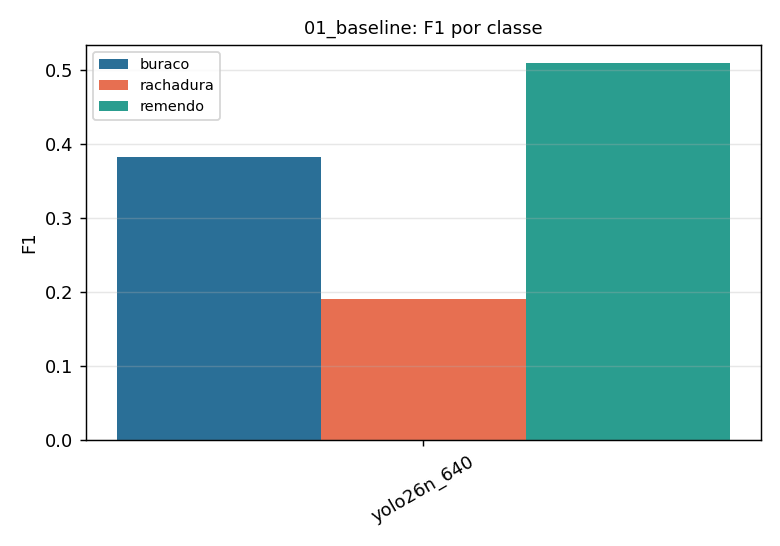 01_baseline: F1 por classe
buraco
rachadura
remendo
0.5
0.4
0.3
0.2
0.1
0.0
F1
yolo26n_640